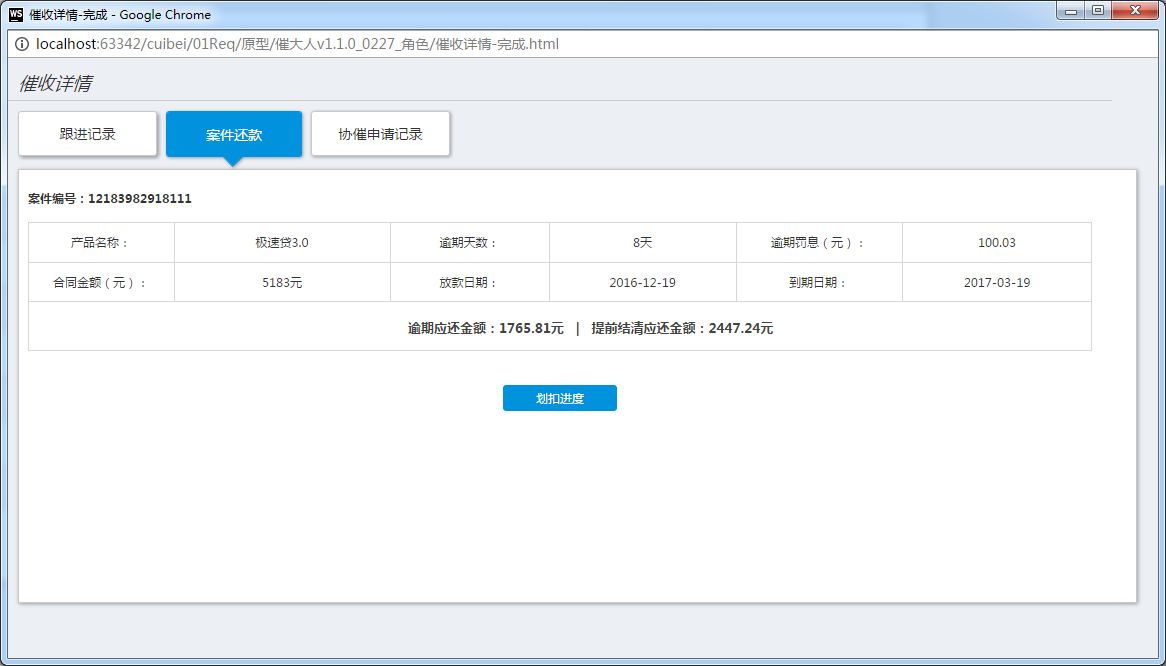 WS 催收详情-完成 - Google Chrome
localhost:63342/cuibei/01Req/原型/催大人v1.1.0_0227_角色/催收详情-完成.html
催收详情
跟进记录 案件还款 协催申请记录
案件编号：12183982918111
产品名称： 极速贷3.0 逾期天数： 8天 逾期罚息（元）： 100.03
合同金额（元）： 5183元 放款日期： 2016-12-19 到期日期： 2017-03-19
逾期应还金额：1765.81元 | 提前结清应还金额：2447.24元
划扣进度